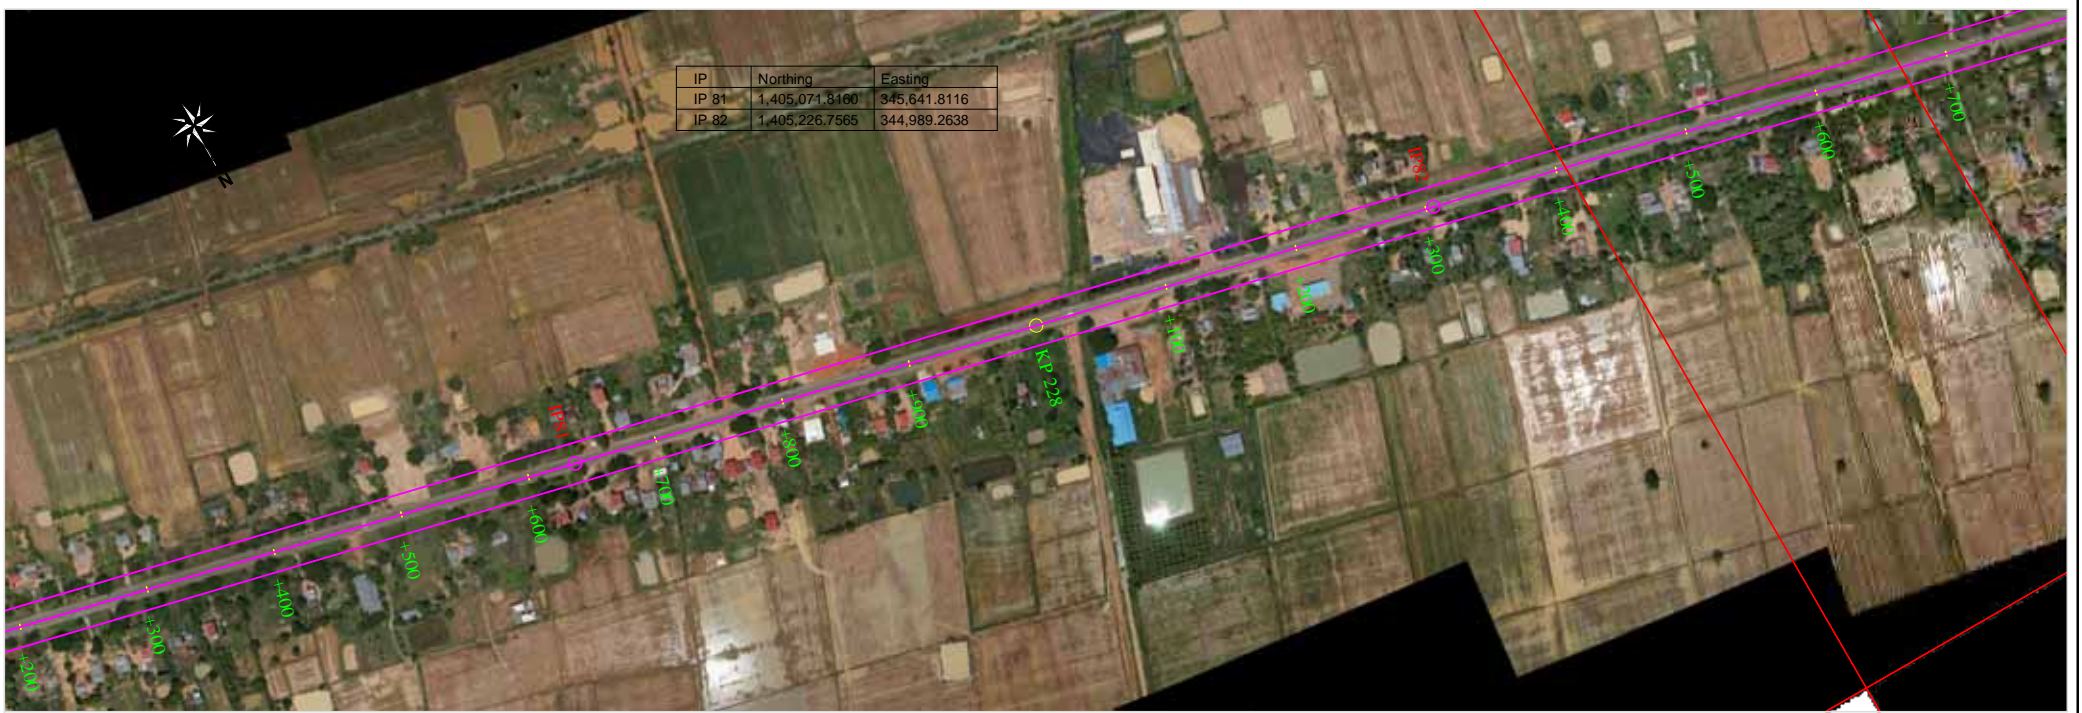 IP Northing Easting
IP 81 1,405,071.8160 345,641.8116
IP 82 1,405,226.7565 344,989.2638
N
IP81
IP82
+200
+300
+400
+500
+600
+700
+800
+900
KP 228
+100
+200
+300
+400
+500
+600
+700